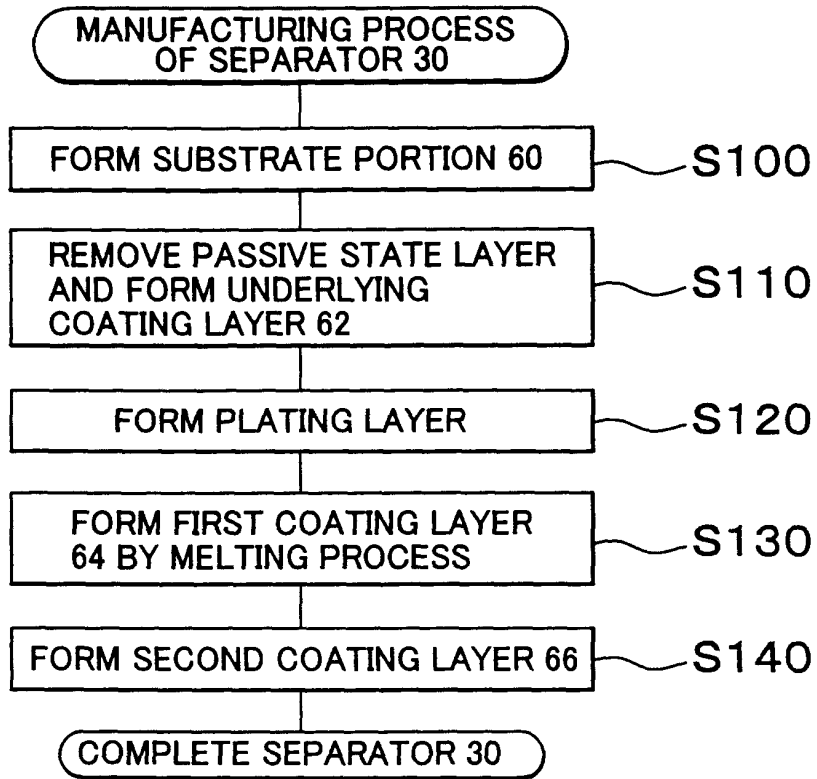 MANUFACTURING PROCESS
OF SEPARATOR 30
FORM SUBSTRATE PORTION 60
S100
REMOVE PASSIVE STATE LAYER
AND FORM UNDERLYING
COATING LAYER 62
S110
FORM PLATING LAYER
S120
FORM FIRST COATING LAYER
64 BY MELTING PROCESS
S130
FORM SECOND COATING LAYER 66
S140
COMPLETE SEPARATOR 30